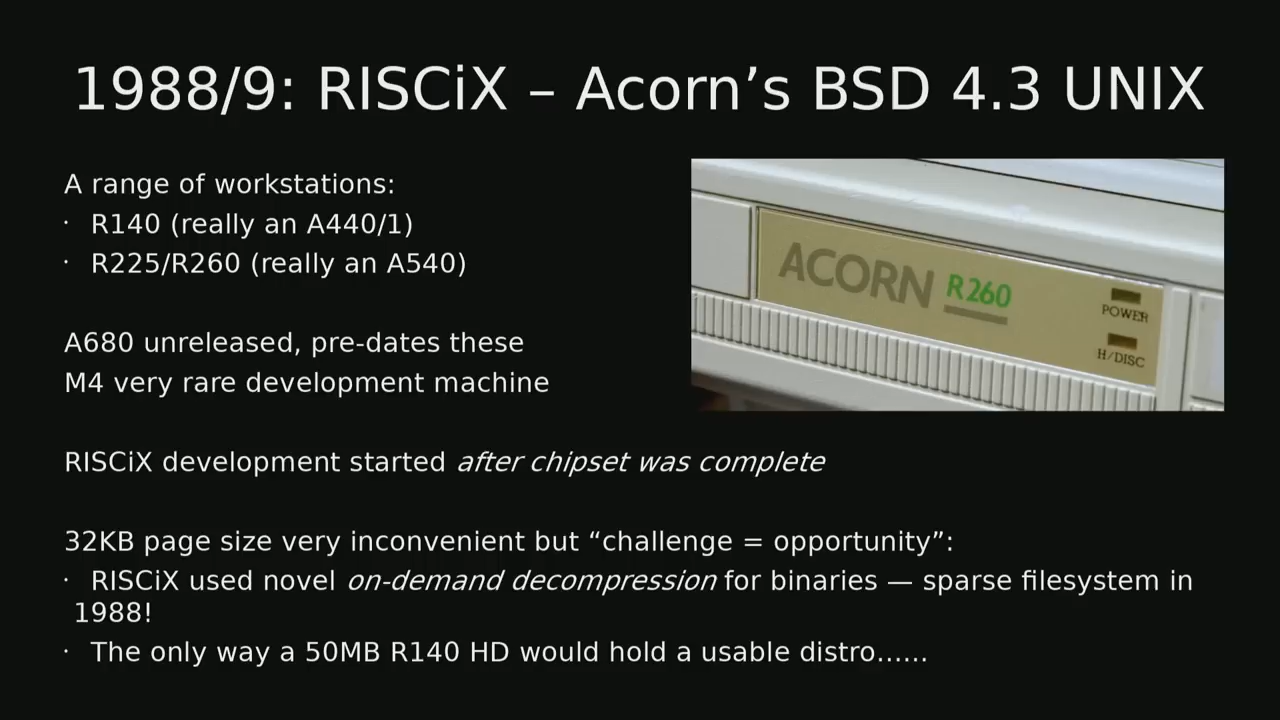 1988/9: RISCiX – Acorn’s BSD 4.3 UNIX
A range of workstations:
· R140 (really an A440/1)
· R225/R260 (really an A540)
A680 unreleased, pre-dates these
M4 very rare development machine
ACORN R260
POWER
H/DISC
RISCiX development started after chipset was complete
32KB page size very inconvenient but “challenge = opportunity”:
· RISCiX used novel on-demand decompression for binaries — sparse filesystem in
1988!
· The only way a 50MB R140 HD would hold a usable distro……